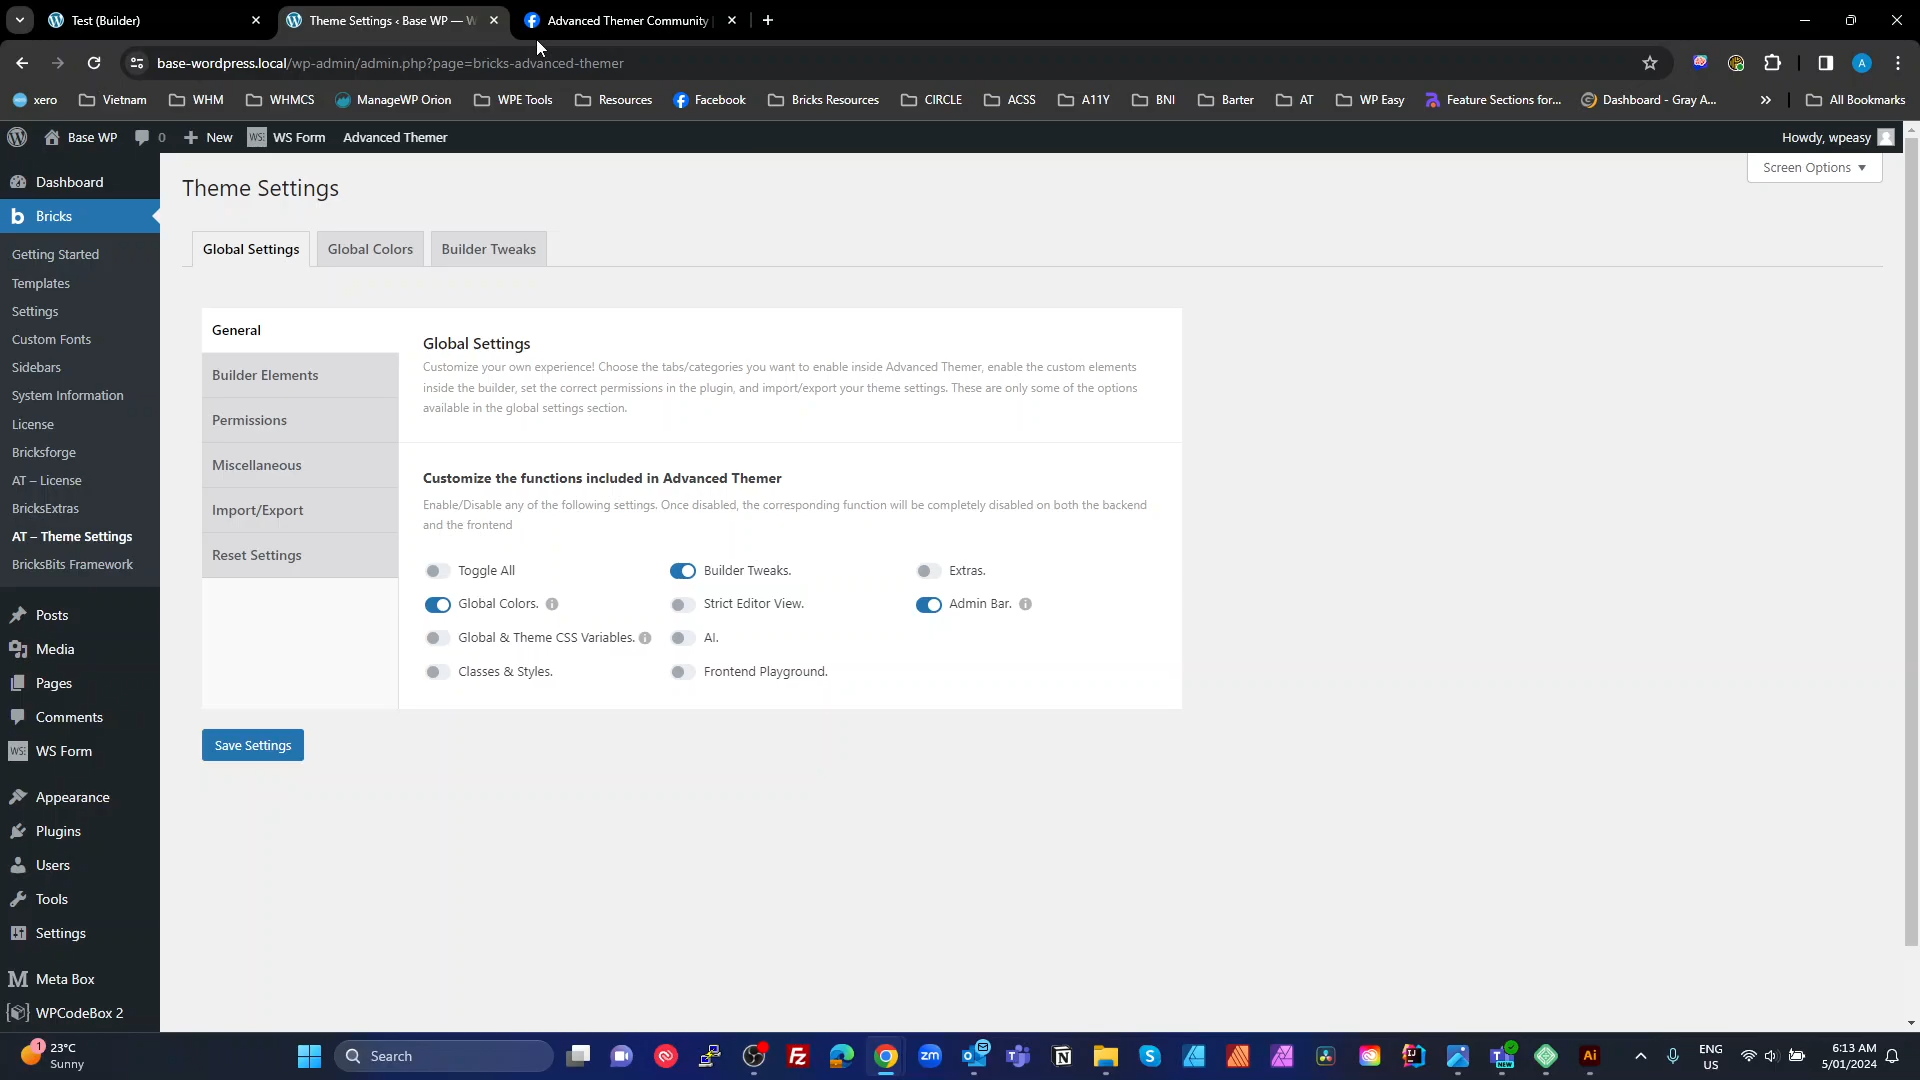 Test (Builder)
Theme Settings ‹ Base WP — W
Advanced Themer Community
base-wordpress.local/wp-admin/admin.php?page=bricks-advanced-themer
A
xero
Vietnam
WHM
WHMCS
ManageWP Orion
WPE Tools
Resources
Facebook
Bricks Resources
CIRCLE
ACSS
A11Y
BNI
Barter
AT
WP Easy
Feature Sections for...
Dashboard - Gray A...
All Bookmarks
Base WP
0
New
WS Form
Advanced Themer
Howdy, wpeasy
Screen Options
Dashboard
Bricks
Getting Started
Templates
Settings
Custom Fonts
Sidebars
System Information
License
Bricksforge
AT – License
BricksExtras
AT – Theme Settings
BricksBits Framework
Posts
Media
Pages
Comments
WS Form
Appearance
Plugins
Users
Tools
Settings
Meta Box
WPCodeBox 2
Theme Settings
Global Settings
Global Colors
Builder Tweaks
General
Builder Elements
Permissions
Miscellaneous
Import/Export
Reset Settings
Global Settings
Customize your own experience! Choose the tabs/categories you want to enable inside Advanced Themer, enable the custom elements
inside the builder, set the correct permissions in the plugin, and import/export your theme settings. These are only some of the options
available in the global settings section.
Customize the functions included in Advanced Themer
Enable/Disable any of the following settings. Once disabled, the corresponding function will be completely disabled on both the backend
and the frontend
Toggle All
Builder Tweaks.
Extras.
Global Colors.
Strict Editor View.
Admin Bar.
Global & Theme CSS Variables.
AI.
Classes & Styles.
Frontend Playground.
Save Settings
1
23°C
Sunny
Search
zm
Ai
ENG
US
6:13 AM
5/01/2024